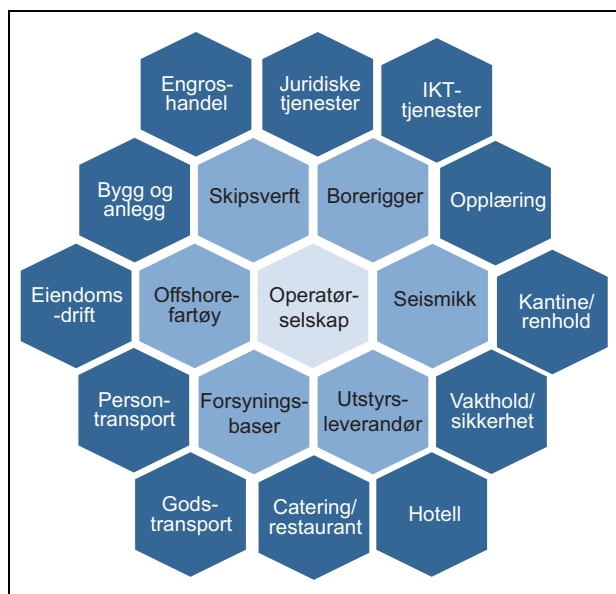 Engros-
handel
Juridiske
tjenester
IKT-
tjenester
Bygg og
anlegg
Skipsverft
Borerigger
Opplæring
Eiendoms
-drift
Offshore-
fartøy
Operatør-
selskap
Seismikk
Kantine/
renhold
Person-
transport
Forsynings-
baser
Utstyrs-
leverandør
Vakthold/
sikkerhet
Gods-
transport
Catering/
restaurant
Hotell